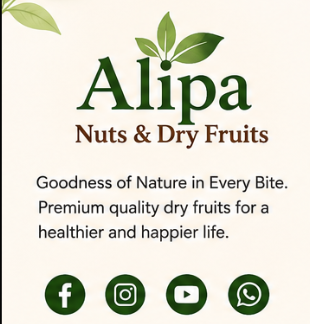 Alipa
Nuts & Dry Fruits
Goodness of Nature in Every Bite.
Premium quality dry fruits for a
healthier and happier life.